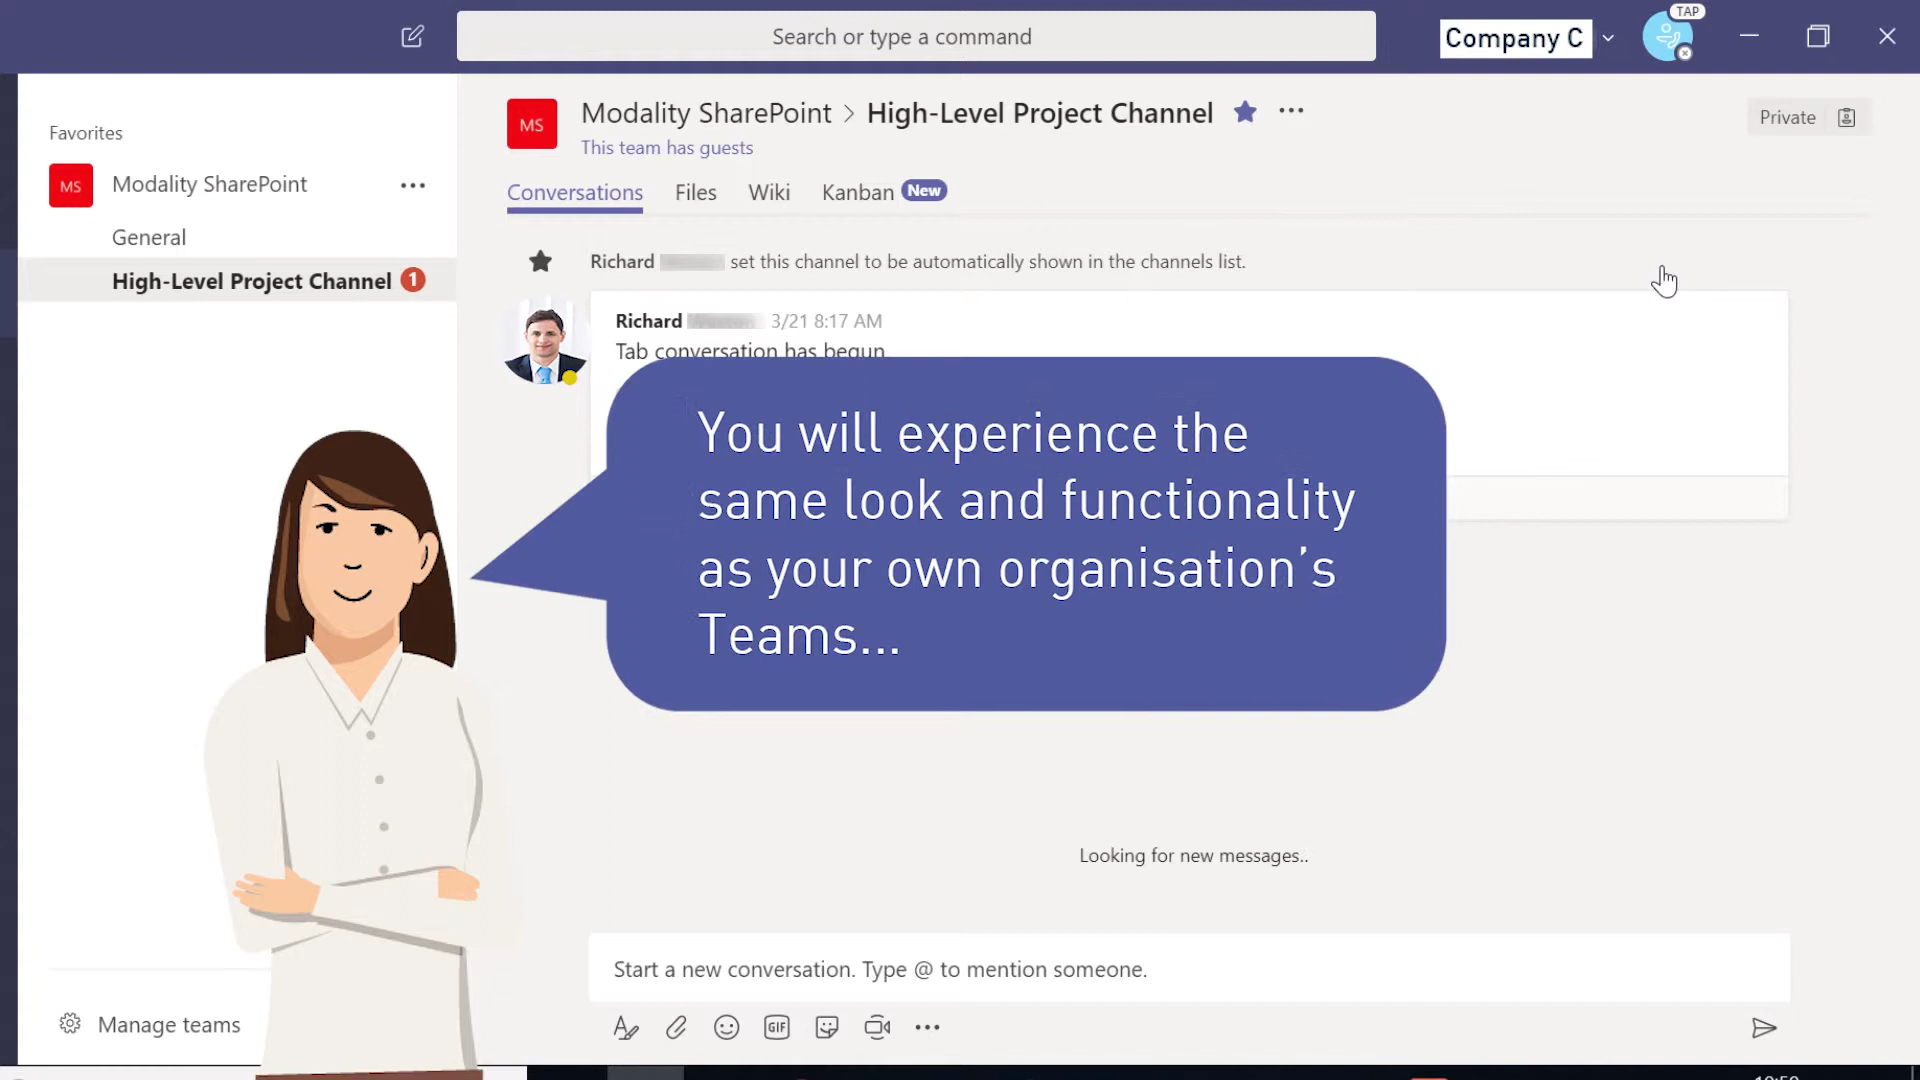 Search or type a command
Company C
TAP
Favorites
MS Modality SharePoint
General
High-Level Project Channel 1
Manage teams
MS
Modality SharePoint > High-Level Project Channel
This team has guests
Private
Conversations Files Wiki Kanban New
Richard set this channel to be automatically shown in the channels list.
Richard 3/21 8:17 AM
Tab conversation has begun
You will experience the
same look and functionality
as your own organisation's
Teams...
Looking for new messages..
Start a new conversation. Type @ to mention someone.
GIF